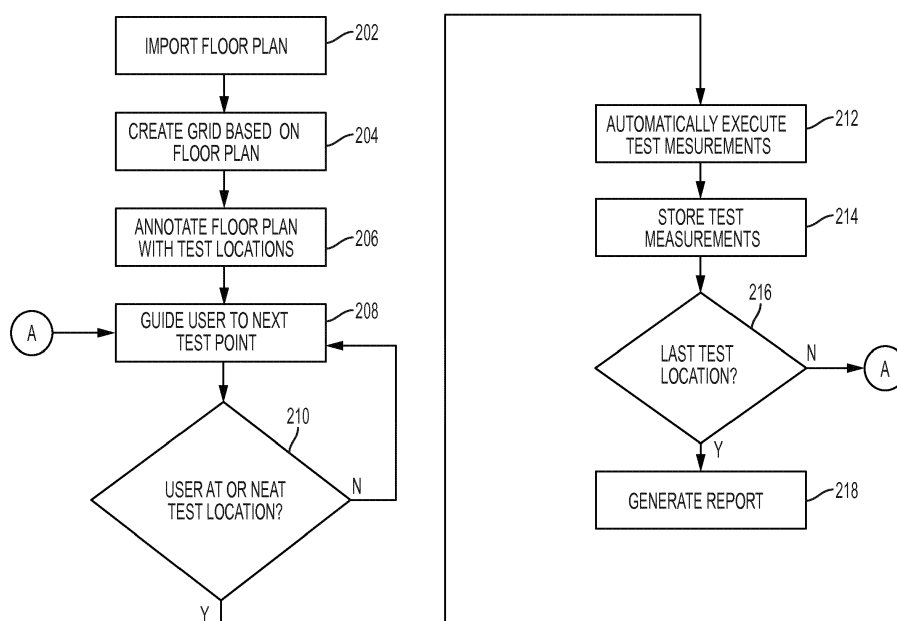 IMPORT FLOOR PLAN
202
CREATE GRID BASED ON
FLOOR PLAN
204
ANNOTATE FLOOR PLAN
WITH TEST LOCATIONS
206
A
GUIDE USER TO NEXT
TEST POINT
208
210
USER AT OR NEAT
TEST LOCATION?
N
Y
AUTOMATICALLY EXECUTE
TEST MESUREMENTS
212
STORE TEST
MEASUREMENTS
214
216
LAST TEST
LOCATION?
N
A
Y
GENERATE REPORT
218